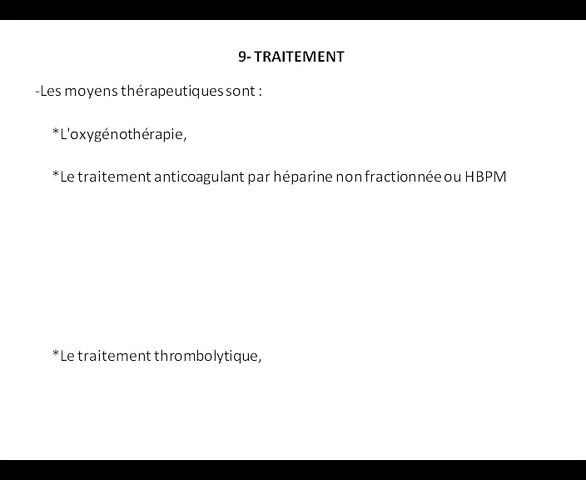 9- TRAITEMENT
-Les moyens thérapeutiques sont :
*L'oxygénothérapie,
*Le traitement anticoagulant par héparine non fractionnée ou HBPM
*Le traitement thrombolytique,